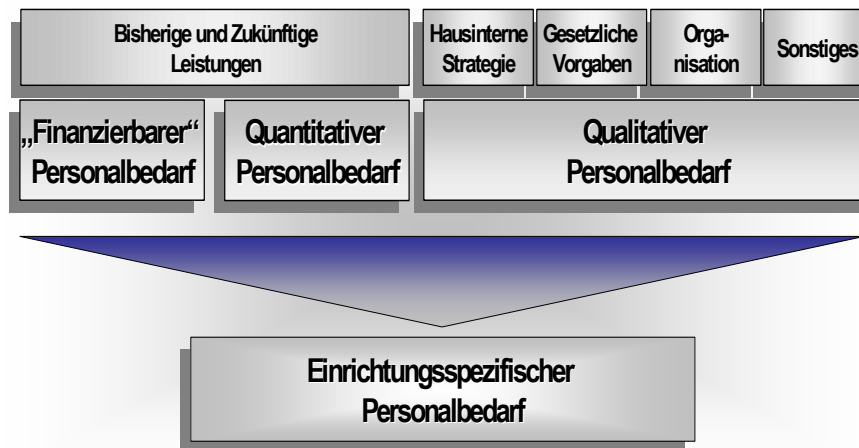 Bisherige und Zukünftige
Leistungen
Hausinterne
Strategie
Gesetzliche
Vorgaben
Orga-
nisation
Sonstiges
„Finanzierbarer“
Personalbedarf
Quantitativer
Personalbedarf
Qualitativer
Personalbedarf
Einrichtungsspezifischer
Personalbedarf